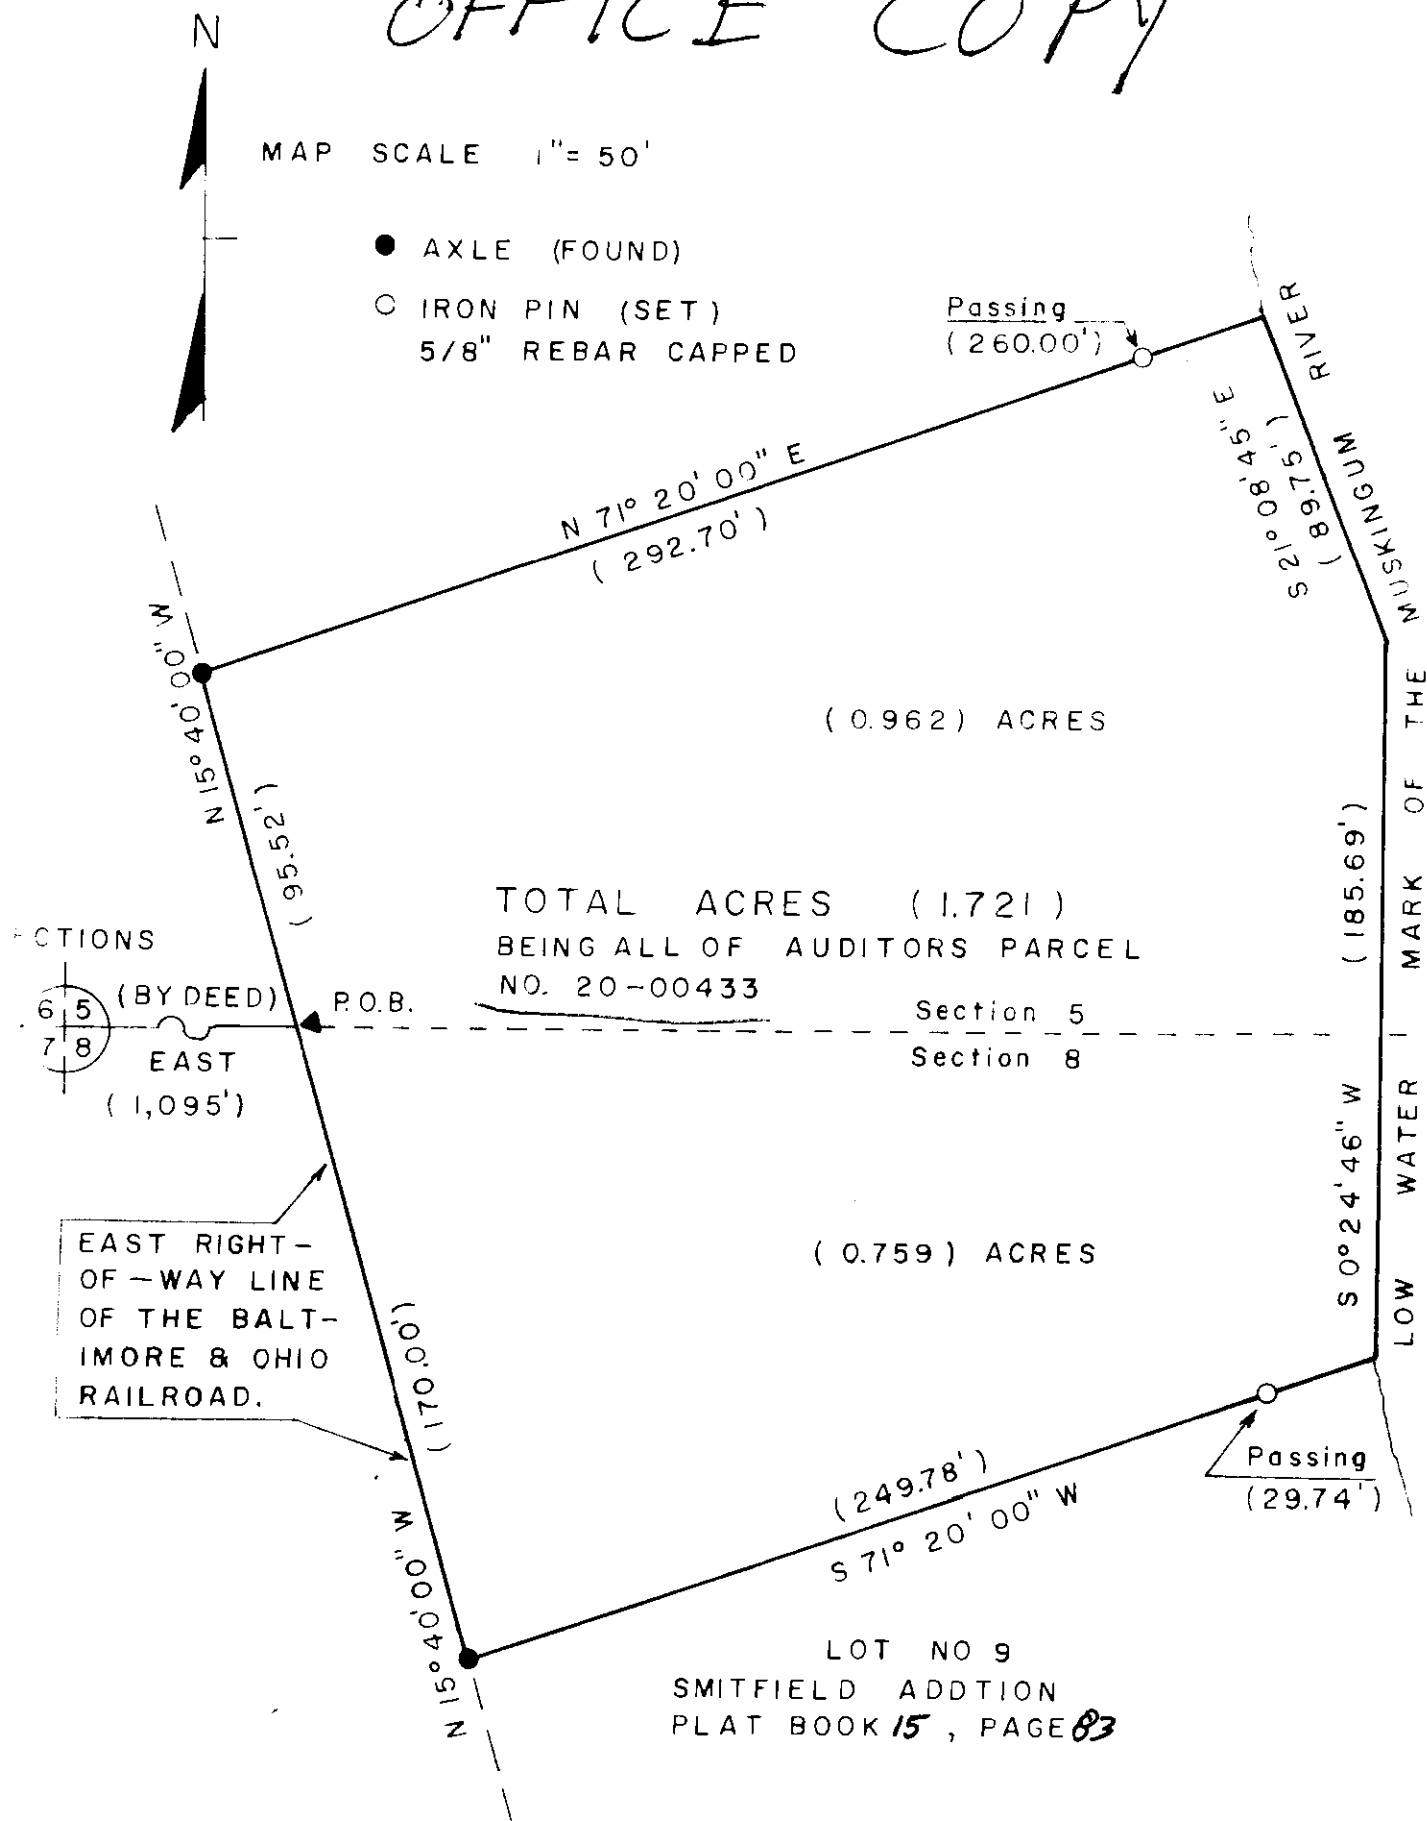 OFFICE COPY
N
MAP SCALE 1"= 50'
AXLE (FOUND)
IRON PIN (SET)
5/8" REBAR CAPPED
Passing
(260.00')
N 71° 20' 00" E
(292.70')
S 21° 08' 45" E
(89.75')
LOW WATER MARK OF THE MUSKINGUM RIVER
N 15° 40' 00" W
(95.52')
(0.962) ACRES
(185.69')
S 0° 24' 46" W
TOTAL ACRES (1.721)
BEING ALL OF AUDITORS PARCEL
NO. 20-00433
CTIONS
6 5
7 8
(BY DEED)
EAST
(1,095')
P.O.B.
Section 5
Section 8
(0.759) ACRES
EAST RIGHT-
OF-WAY LINE
OF THE BALT-
IMORE & OHIO
RAILROAD.
(170.00')
N 15° 40' 00" W
(249.78')
S 71° 20' 00" W
Passing
(29.74')
LOT NO 9
SMITFIELD ADDTION
PLAT BOOK 15, PAGE 83